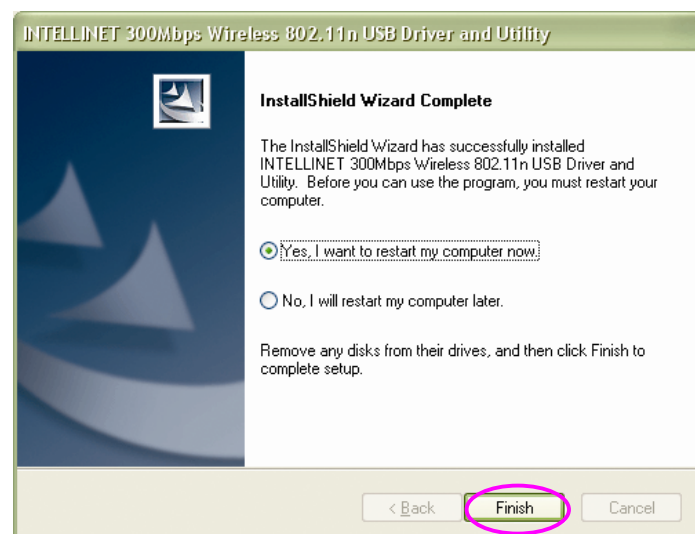 INTELLINET 300Mbps Wireless 802.11n USB Driver and Utility
InstallShield Wizard Complete
The InstallShield Wizard has successfully installed
INTELLINET 300Mbps Wireless 802.11n USB Driver and
Utility. Before you can use the program, you must restart your
computer.
Yes, I want to restart my computer now.
No, I will restart my computer later.
Remove any disks from their drives, and then click Finish to
complete setup.
< Back Finish Cancel